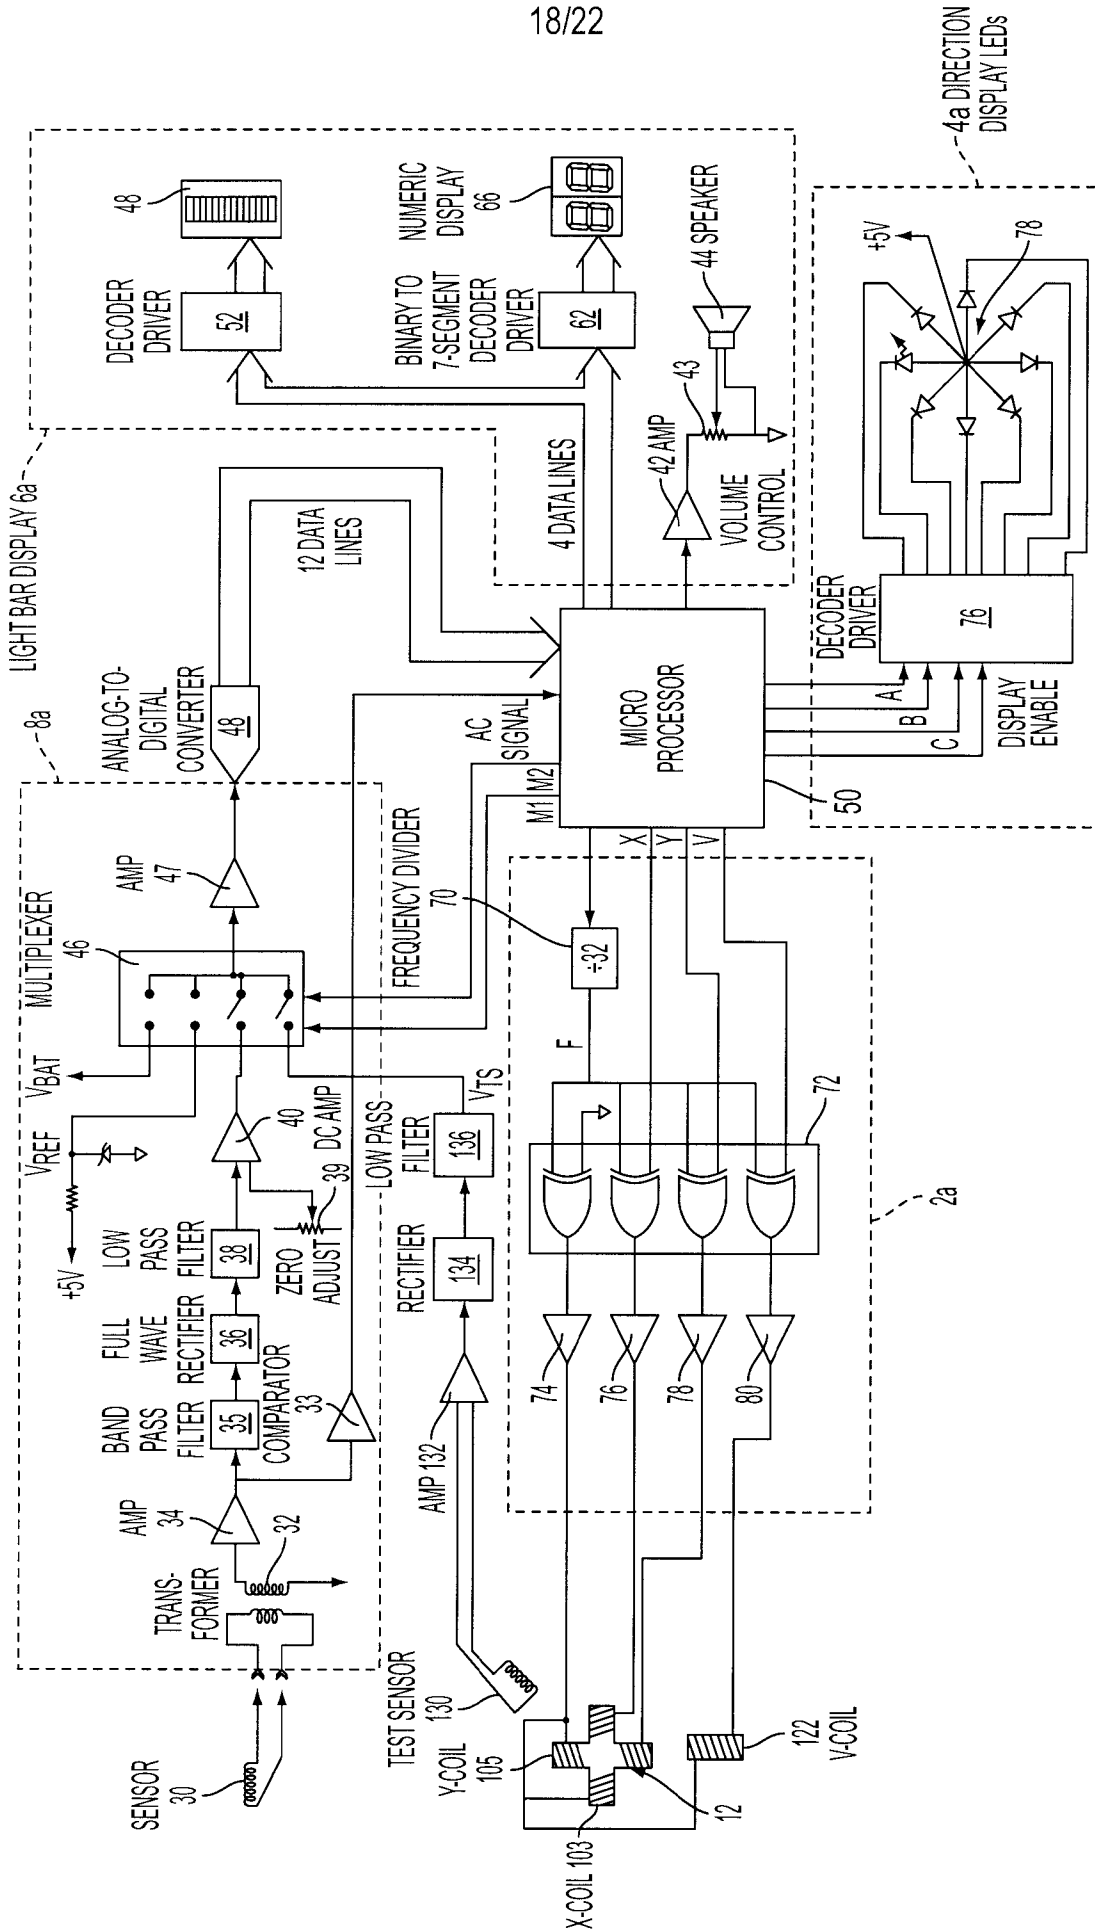 18/22
LIGHT BAR DISPLAY 6a
48
DECODER
DRIVER
52
NUMERIC
DISPLAY
66
BINARY TO
7-SEGMENT
DECODER
DRIVER
62
44 SPEAKER
43
42 AMP
VOLUME
CONTROL
4 DATA LINES
12 DATA
LINES
4a DIRECTION
DISPLAY LEDs
+5V
78
DECODER
DRIVER
76
A
B
C
DISPLAY
ENABLE
8a
ANALOG-TO-
DIGITAL
CONVERTER
48
AMP
47
MULTIPLEXER
46
VBAT
VREF
+5V
40
DC AMP
39
ZERO
ADJUST
LOW
PASS
FILTER
38
FULL
WAVE
RECTIFIER
36
BAND
PASS
FILTER
35
COMPARATOR
33
AMP
34
32
TRANS-
FORMER
SENSOR
30
AC
SIGNAL
M1 M2
MICRO
PROCESSOR
50
X
Y
V
FREQUENCY DIVIDER
70
÷32
F
72
2a
74
76
78
80
VTS
LOW PASS
FILTER
136
RECTIFIER
134
AMP 132
TEST SENSOR
130
Y-COIL
105
X-COIL 103
12
122
V-COIL